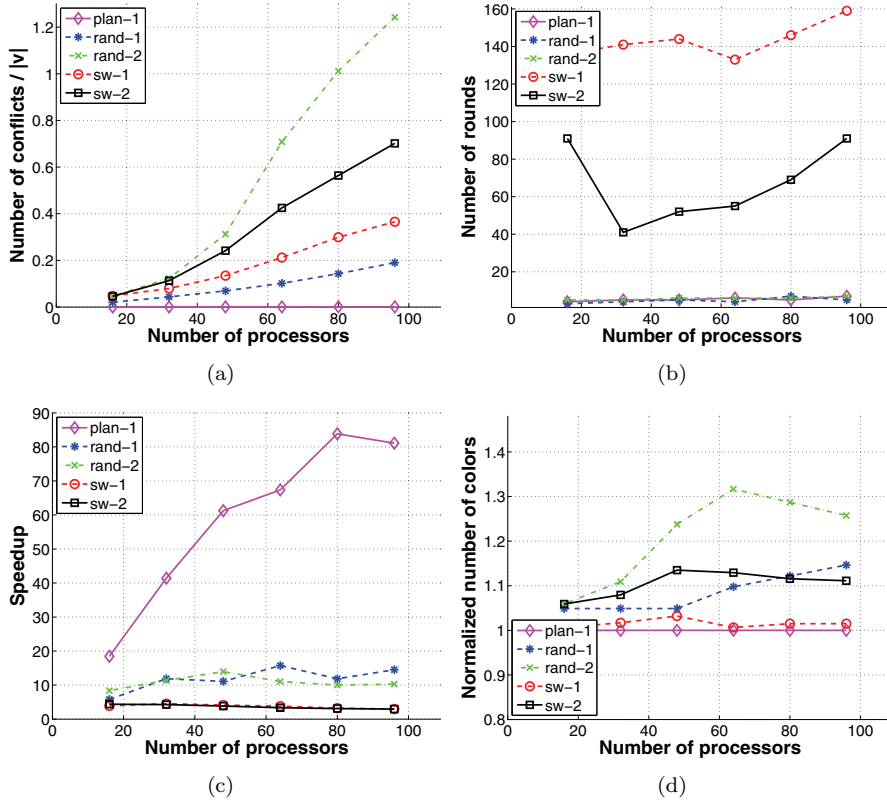 Number of conflicts / |v|
1.2
1
0.8
0.6
0.4
0.2
0
plan-1
rand-1
rand-2
sw-1
sw-2
0 20 40 60 80 100
Number of processors
(a)
Number of rounds
160
140
120
100
80
60
40
20
plan-1
rand-1
rand-2
sw-1
sw-2
0 20 40 60 80 100
Number of processors
(b)
Speedup
90
80
70
60
50
40
30
20
10
0
plan-1
rand-1
rand-2
sw-1
sw-2
0 20 40 60 80 100
Number of processors
(c)
Normalized number of colors
1.4
1.3
1.2
1.1
1
0.9
0.8
plan-1
rand-1
rand-2
sw-1
sw-2
0 20 40 60 80 100
Number of processors
(d)